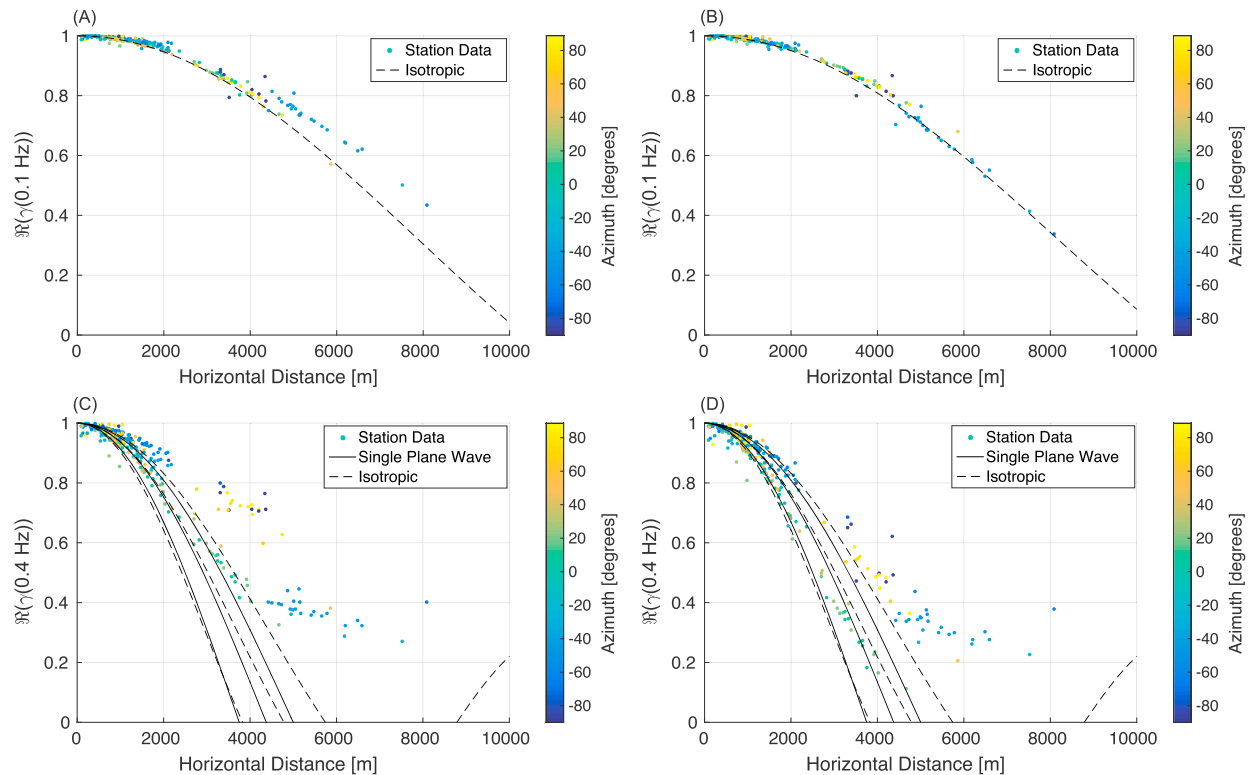 (A)
1
0.8
0.6
0.4
0.2
0
ℜ(γ(0.1 Hz))
0 2000 4000 6000 8000 10000
Horizontal Distance [m]
Station Data
Isotropic
80
60
40
20
0
-20
-40
-60
-80
Azimuth [degrees]
(B)
1
0.8
0.6
0.4
0.2
0
ℜ(γ(0.1 Hz))
0 2000 4000 6000 8000 10000
Horizontal Distance [m]
Station Data
Isotropic
80
60
40
20
0
-20
-40
-60
-80
Azimuth [degrees]
(C)
1
0.8
0.6
0.4
0.2
0
ℜ(γ(0.4 Hz))
0 2000 4000 6000 8000 10000
Horizontal Distance [m]
Station Data
Single Plane Wave
Isotropic
80
60
40
20
0
-20
-40
-60
-80
Azimuth [degrees]
(D)
1
0.8
0.6
0.4
0.2
0
ℜ(γ(0.4 Hz))
0 2000 4000 6000 8000 10000
Horizontal Distance [m]
Station Data
Single Plane Wave
Isotropic
80
60
40
20
0
-20
-40
-60
-80
Azimuth [degrees]